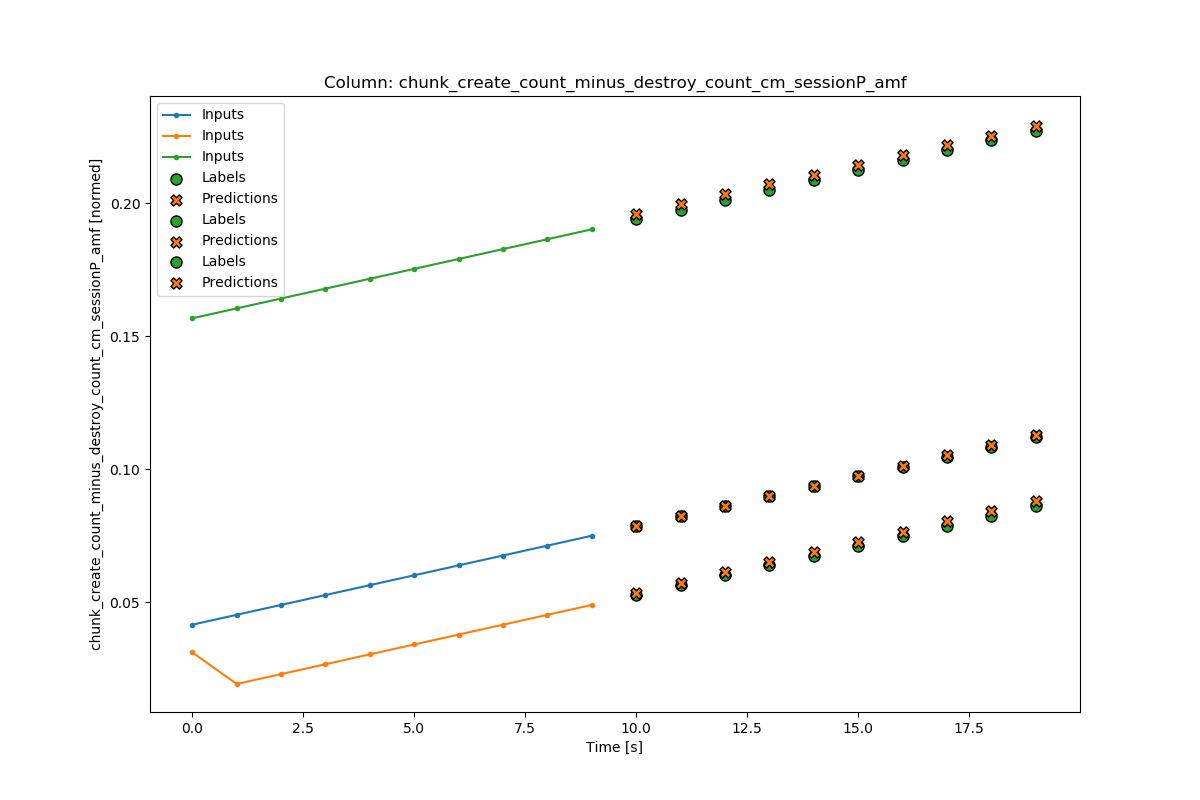 Column: chunk_create_count_minus_destroy_count_cm_sessionP_amf
Inputs
Inputs
Inputs
Labels
Predictions
Labels
Predictions
Labels
Predictions
chunk_create_count_minus_destroy_count_cm_sessionP_amf [normed]
0.20
0.15
0.10
0.05
0.0
2.5
5.0
7.5
10.0
12.5
15.0
17.5
Time [s]